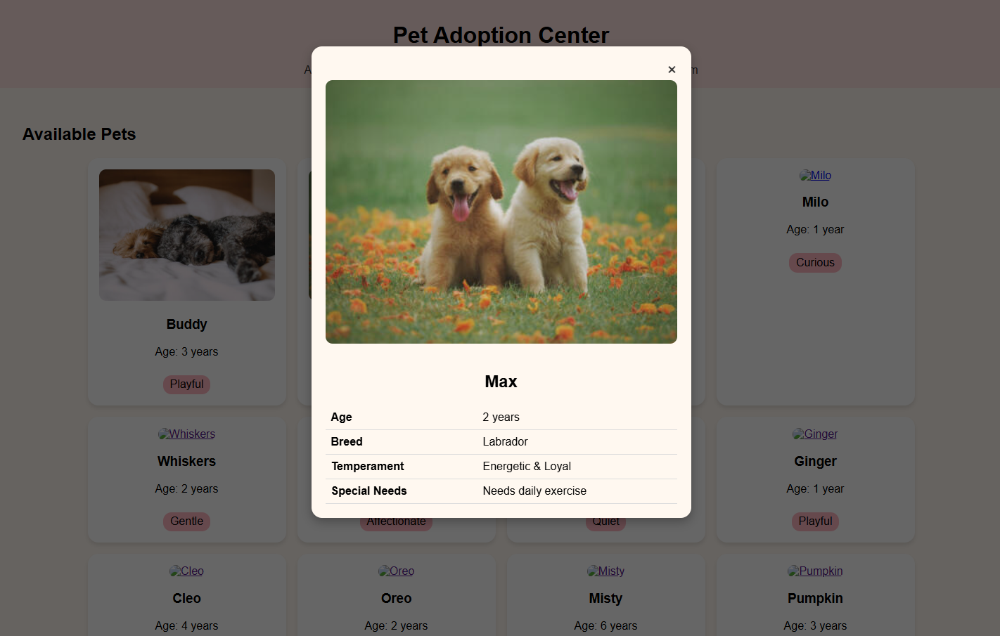 Pet Adoption Center
×
Available Pets
Milo
Milo
Age: 1 year
Curious
Buddy
Age: 3 years
Playful
Max
Age 2 years
Breed Labrador
Temperament Energetic & Loyal
Special Needs Needs daily exercise
Whiskers
Whiskers
Age: 2 years
Gentle
Affectionate
Quiet
Ginger
Ginger
Age: 1 year
Playful
Cleo
Cleo
Age: 4 years
Oreo
Oreo
Age: 2 years
Misty
Misty
Age: 6 years
Pumpkin
Pumpkin
Age: 3 years